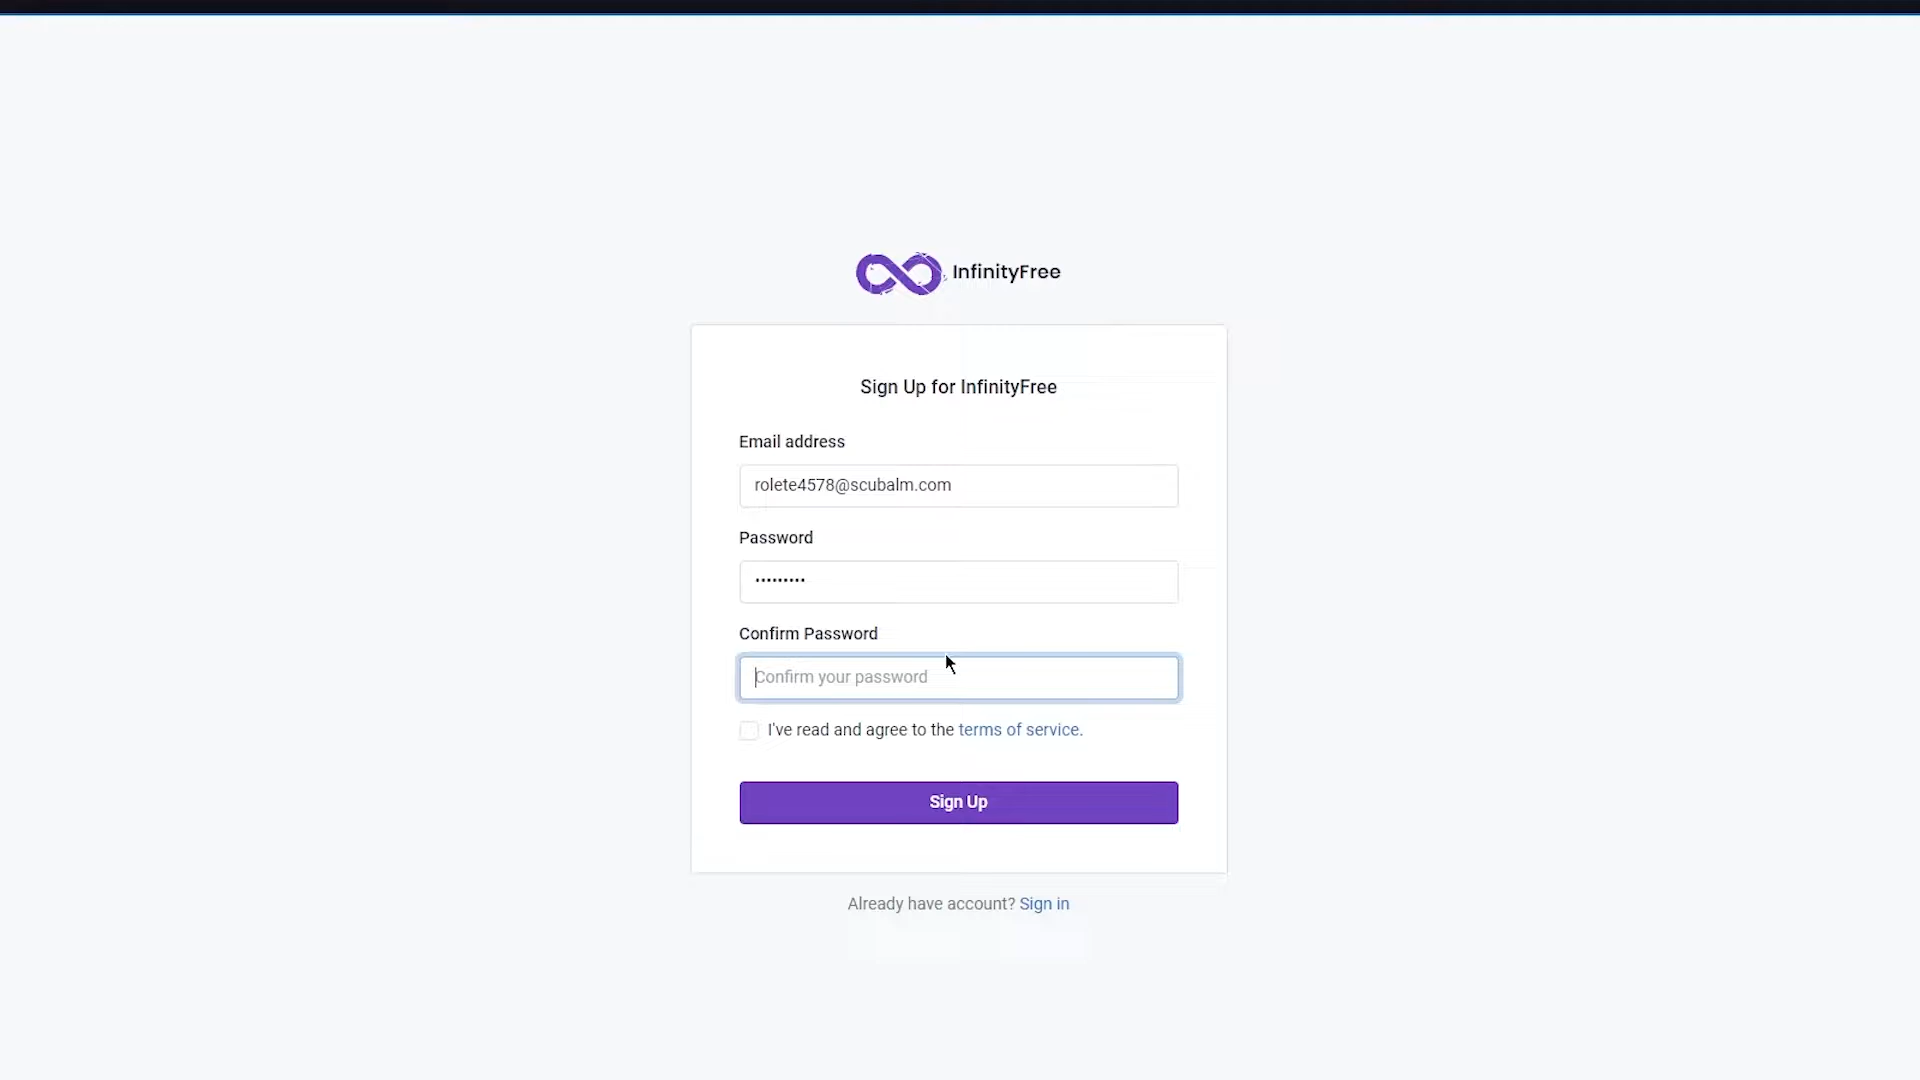 InfinityFree
Sign Up for InfinityFree
Email address
rolete4578@scubalm.com
Password
•••••••••
Confirm Password
Confirm your password
I've read and agree to the terms of service.
Sign Up
Already have account? Sign in